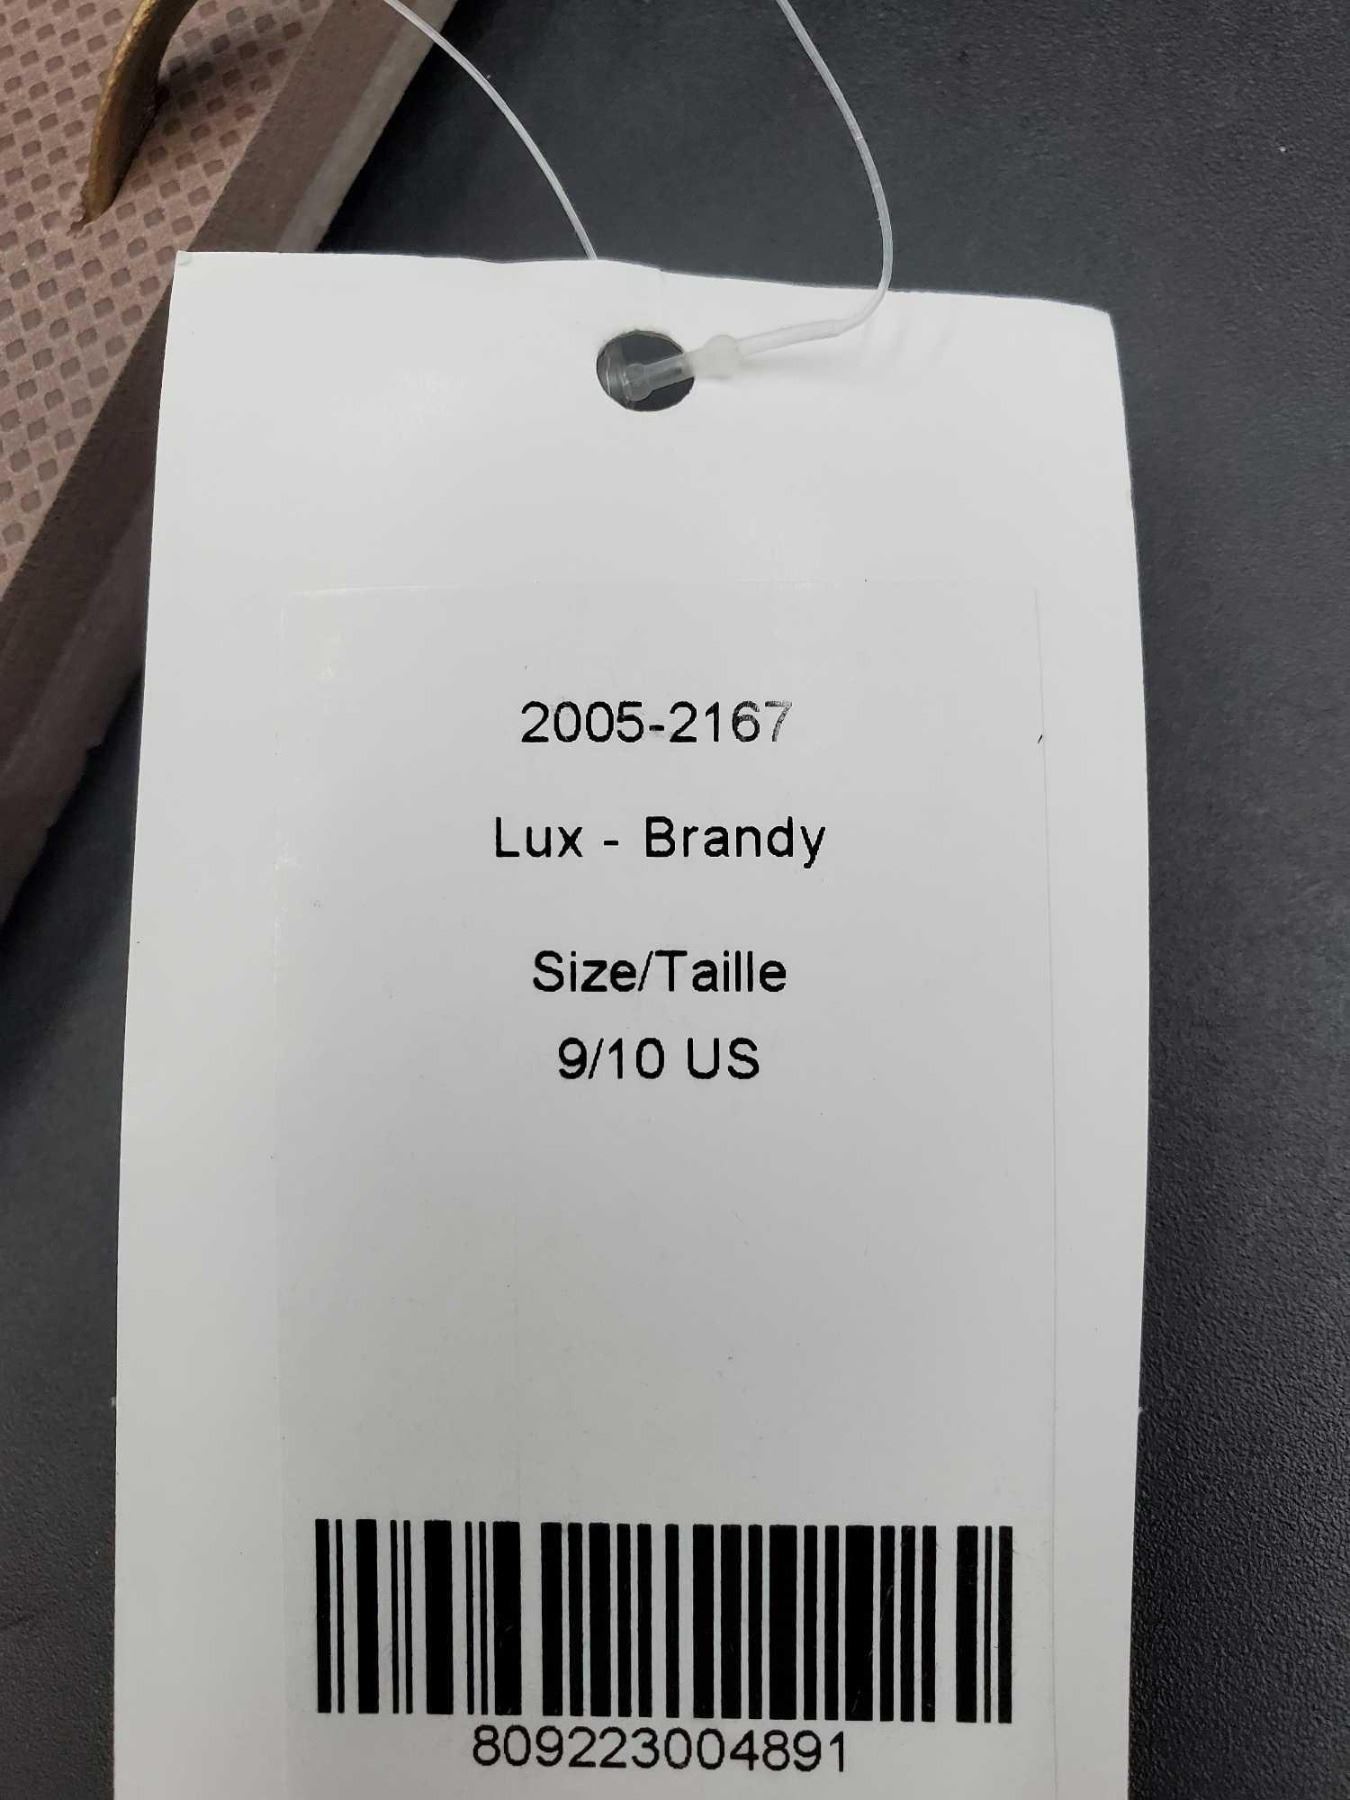 2005-2167
Lux - Brandy
Size/Taille
9/10 US
809223004891